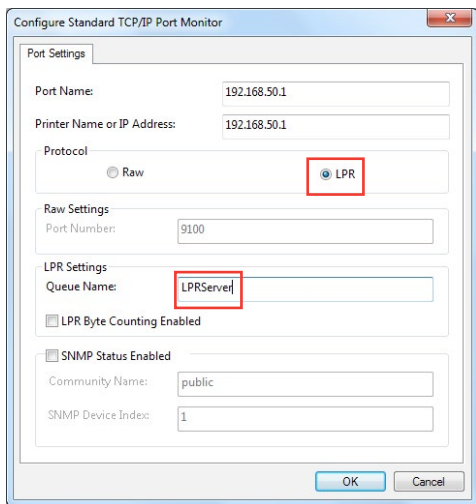 Configure Standard TCP/IP Port Monitor
Port Settings
Port Name: 192.168.50.1
Printer Name or IP Address: 192.168.50.1
Protocol
Raw LPR
Raw Settings
Port Number: 9100
LPR Settings
Queue Name: LPRServer
LPR Byte Counting Enabled
SNMP Status Enabled
Community Name: public
SNMP Device Index: 1
OK Cancel